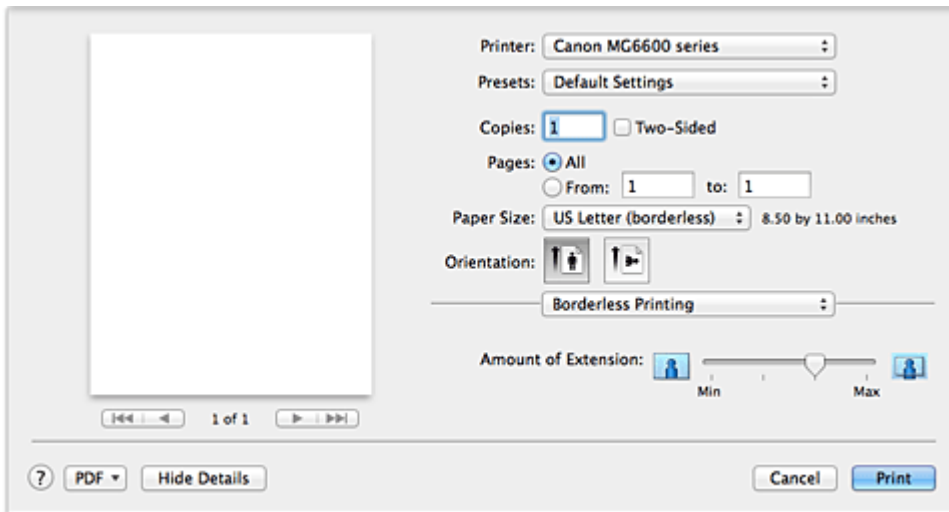 Printer: Canon MG6600 series
Presets: Default Settings
Copies: 1 Two-Sided
Pages: All
From: 1 to: 1
Paper Size: US Letter (borderless) 8.50 by 11.00 inches
Orientation:
Borderless Printing
Amount of Extension:
Min Max
1 of 1
? PDF Hide Details Cancel Print